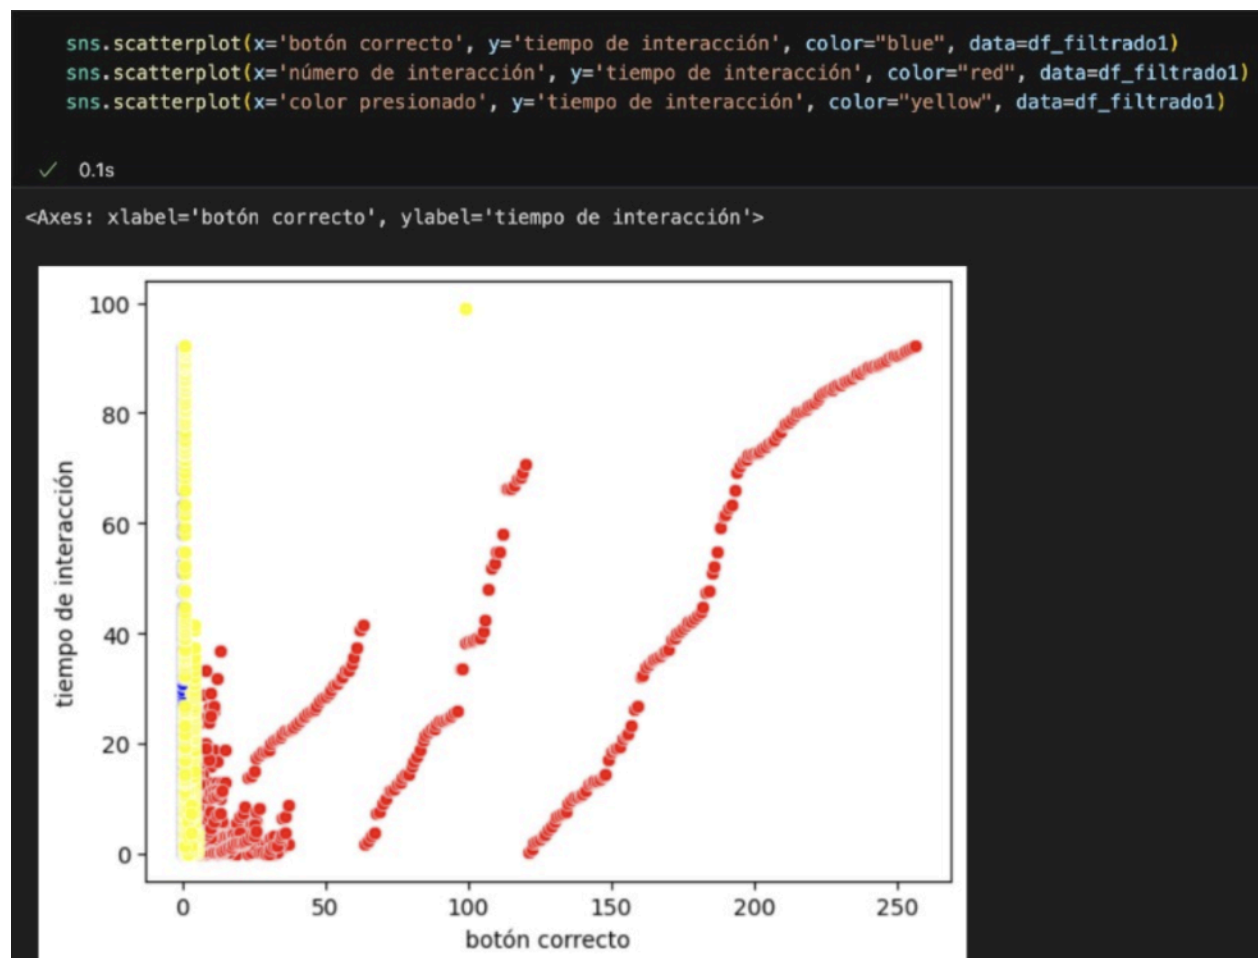 sns.scatterplot(x='botón correcto', y='tiempo de interacción', color="blue", data=df_filtrado1)
sns.scatterplot(x='número de interacción', y='tiempo de interacción', color="red", data=df_filtrado1)
sns.scatterplot(x='color presionado', y='tiempo de interacción', color="yellow", data=df_filtrado1)
✓ 0.1s
<Axes: xlabel='botón correcto', ylabel='tiempo de interacción'>
100
80
60
40
20
0
tiempo de interacción
0 50 100 150 200 250
botón correcto